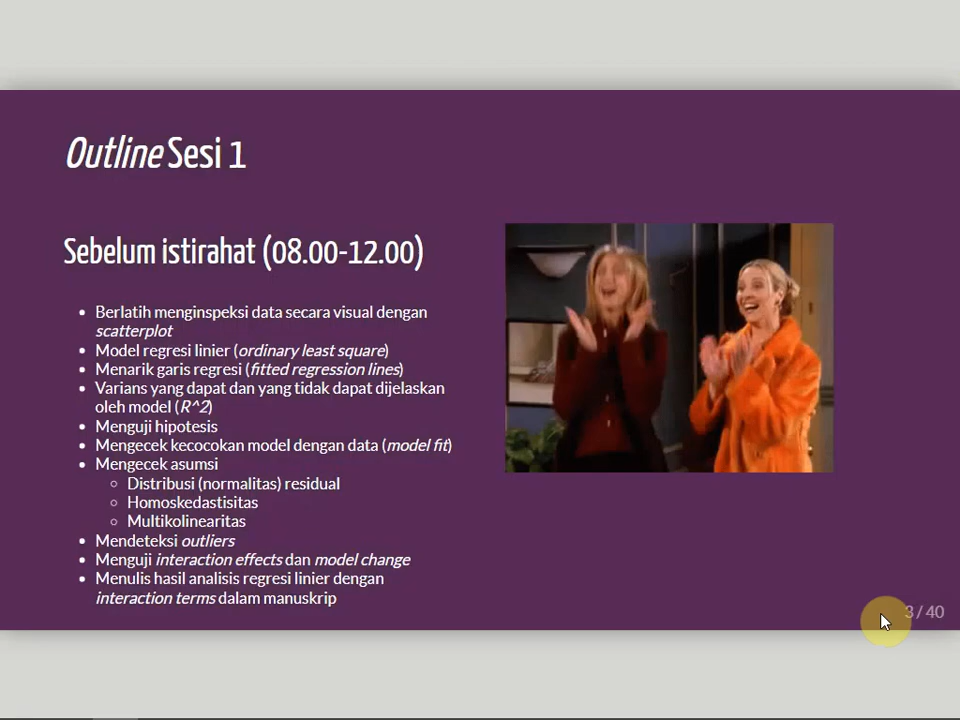 Outline Sesi 1
Sebelum istirahat (08.00-12.00)
Berlatih menginspeksi data secara visual dengan
scatterplot
Model regresi linier (ordinary least square)
Menarik garis regresi (fitted regression lines)
Varians yang dapat dan yang tidak dapat dijelaskan
oleh model (R^2)
Menguji hipotesis
Mengecek kecocokan model dengan data (model fit)
Mengecek asumsi
Distribusi (normalitas) residual
Homoskedastisitas
Multikolinearitas
Mendeteksi outliers
Menguji interaction effects dan model change
Menulis hasil analisis regresi linier dengan
interaction terms dalam manuskrip
3 / 40